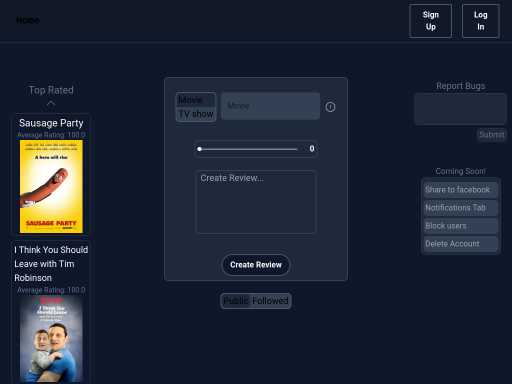 Home
Sign Up
Log In
Top Rated
Sausage Party
Average Rating: 100.0
A hero will rise
SAUSAGE PARTY
I Think You Should
Leave with Tim
Robinson
Average Rating: 100.0
I Think
You Should
Leave
Movie
TV show
Movie
0
Create Review...
Create Review
Public Followed
Report Bugs
Submit
Coming Soon!
Share to facebook
Notifications Tab
Block users
Delete Account